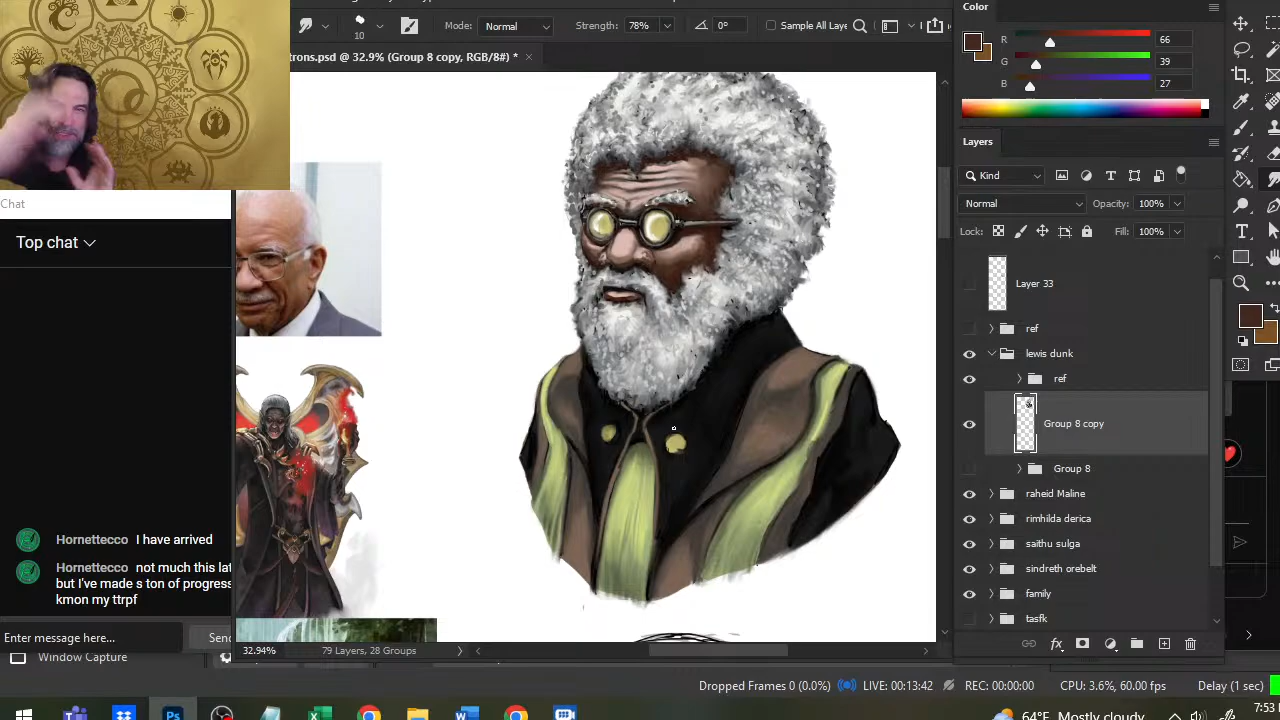 10
Mode:
Normal
Strength:
78%
0°
Sample All Laye
trons.psd @ 32.9% (Group 8 copy, RGB/8#) *
Color
R
66
G
39
B
27
Layers
Kind
Normal
Opacity:
100%
Lock:
Fill:
100%
Layer 33
ref
lewis dunk
ref
Group 8 copy
Group 8
raheid Maline
rimhilda derica
saithu sulga
sindreth orebelt
family
tasfk
Chat
Top chat
Hornettecco I have arrived
Hornettecco not much this lat
but I've made s ton of progress
kmon my ttrpf
Enter message here...
Send
Window Capture
32.94%
79 Layers, 28 Groups
Dropped Frames 0 (0.0%)
LIVE: 00:13:42
REC: 00:00:00
CPU: 3.6%, 60.00 fps
Delay (1 sec)
64°F Mostly cloudy
7:53